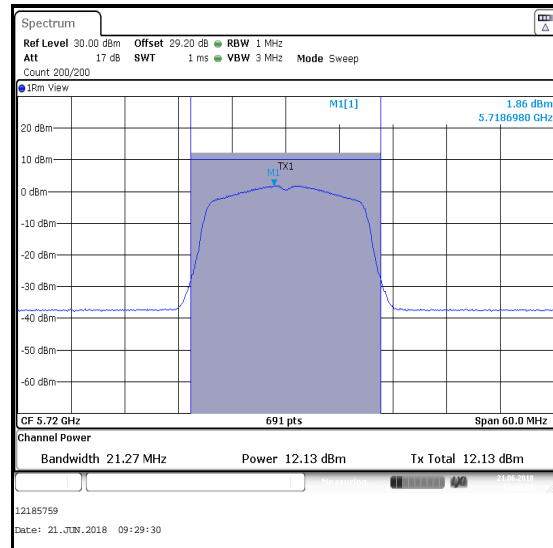 Spectrum
Ref Level 30.00 dBm Offset 29.20 dB RBW 1 MHz
Att 17 dB SWT 1 ms VBW 3 MHz Mode Sweep
Count 200/200
1Rm View
M1[1] 1.86 dBm
5.7186980 GHz
20 dBm
10 dBm
TX1
M1
0 dBm
-10 dBm
-20 dBm
-30 dBm
-40 dBm
-50 dBm
-60 dBm
CF 5.72 GHz 691 pts Span 60.0 MHz
Channel Power
Bandwidth 21.27 MHz Power 12.13 dBm Tx Total 12.13 dBm
Measuring... 21.06.2018
12185759
Date: 21.JUN.2018 09:29:30